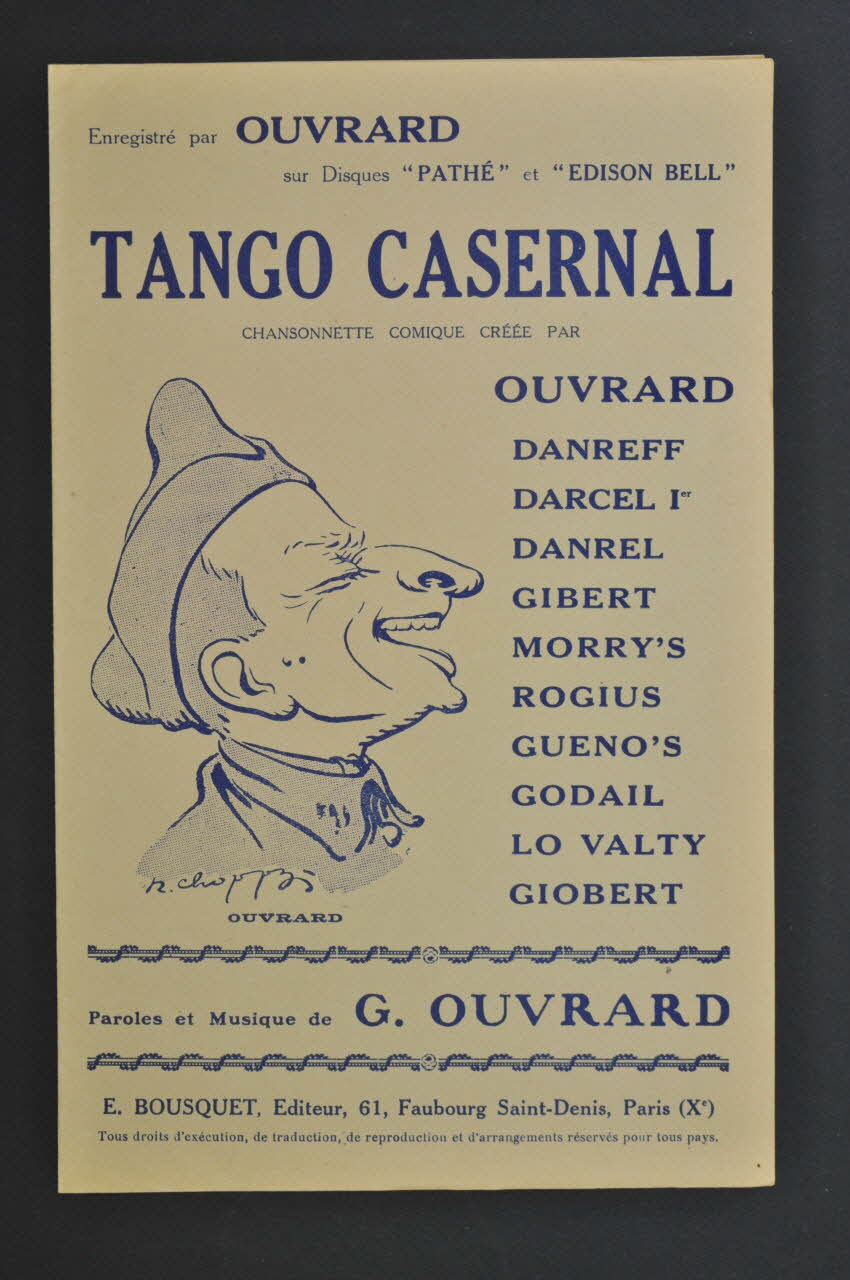 Enregistré par OUVRARD
sur Disques "PATHÉ" et "EDISON BELL"
TANGO CASERNAL
CHANSONNETTE COMIQUE CRÉÉE PAR
OUVRARD
DANREFF
DARCEL Ier
DANREL
GIBERT
MORRY'S
ROGIUS
GUENO'S
GODAIL
LO VALTY
GIOBERT
OUVRARD
Paroles et Musique de G. OUVRARD
E. BOUSQUET, Editeur, 61, Faubourg Saint-Denis, Paris (Xe)
Tous droits d'exécution, de traduction, de reproduction et d'arrangements réservés pour tous pays.